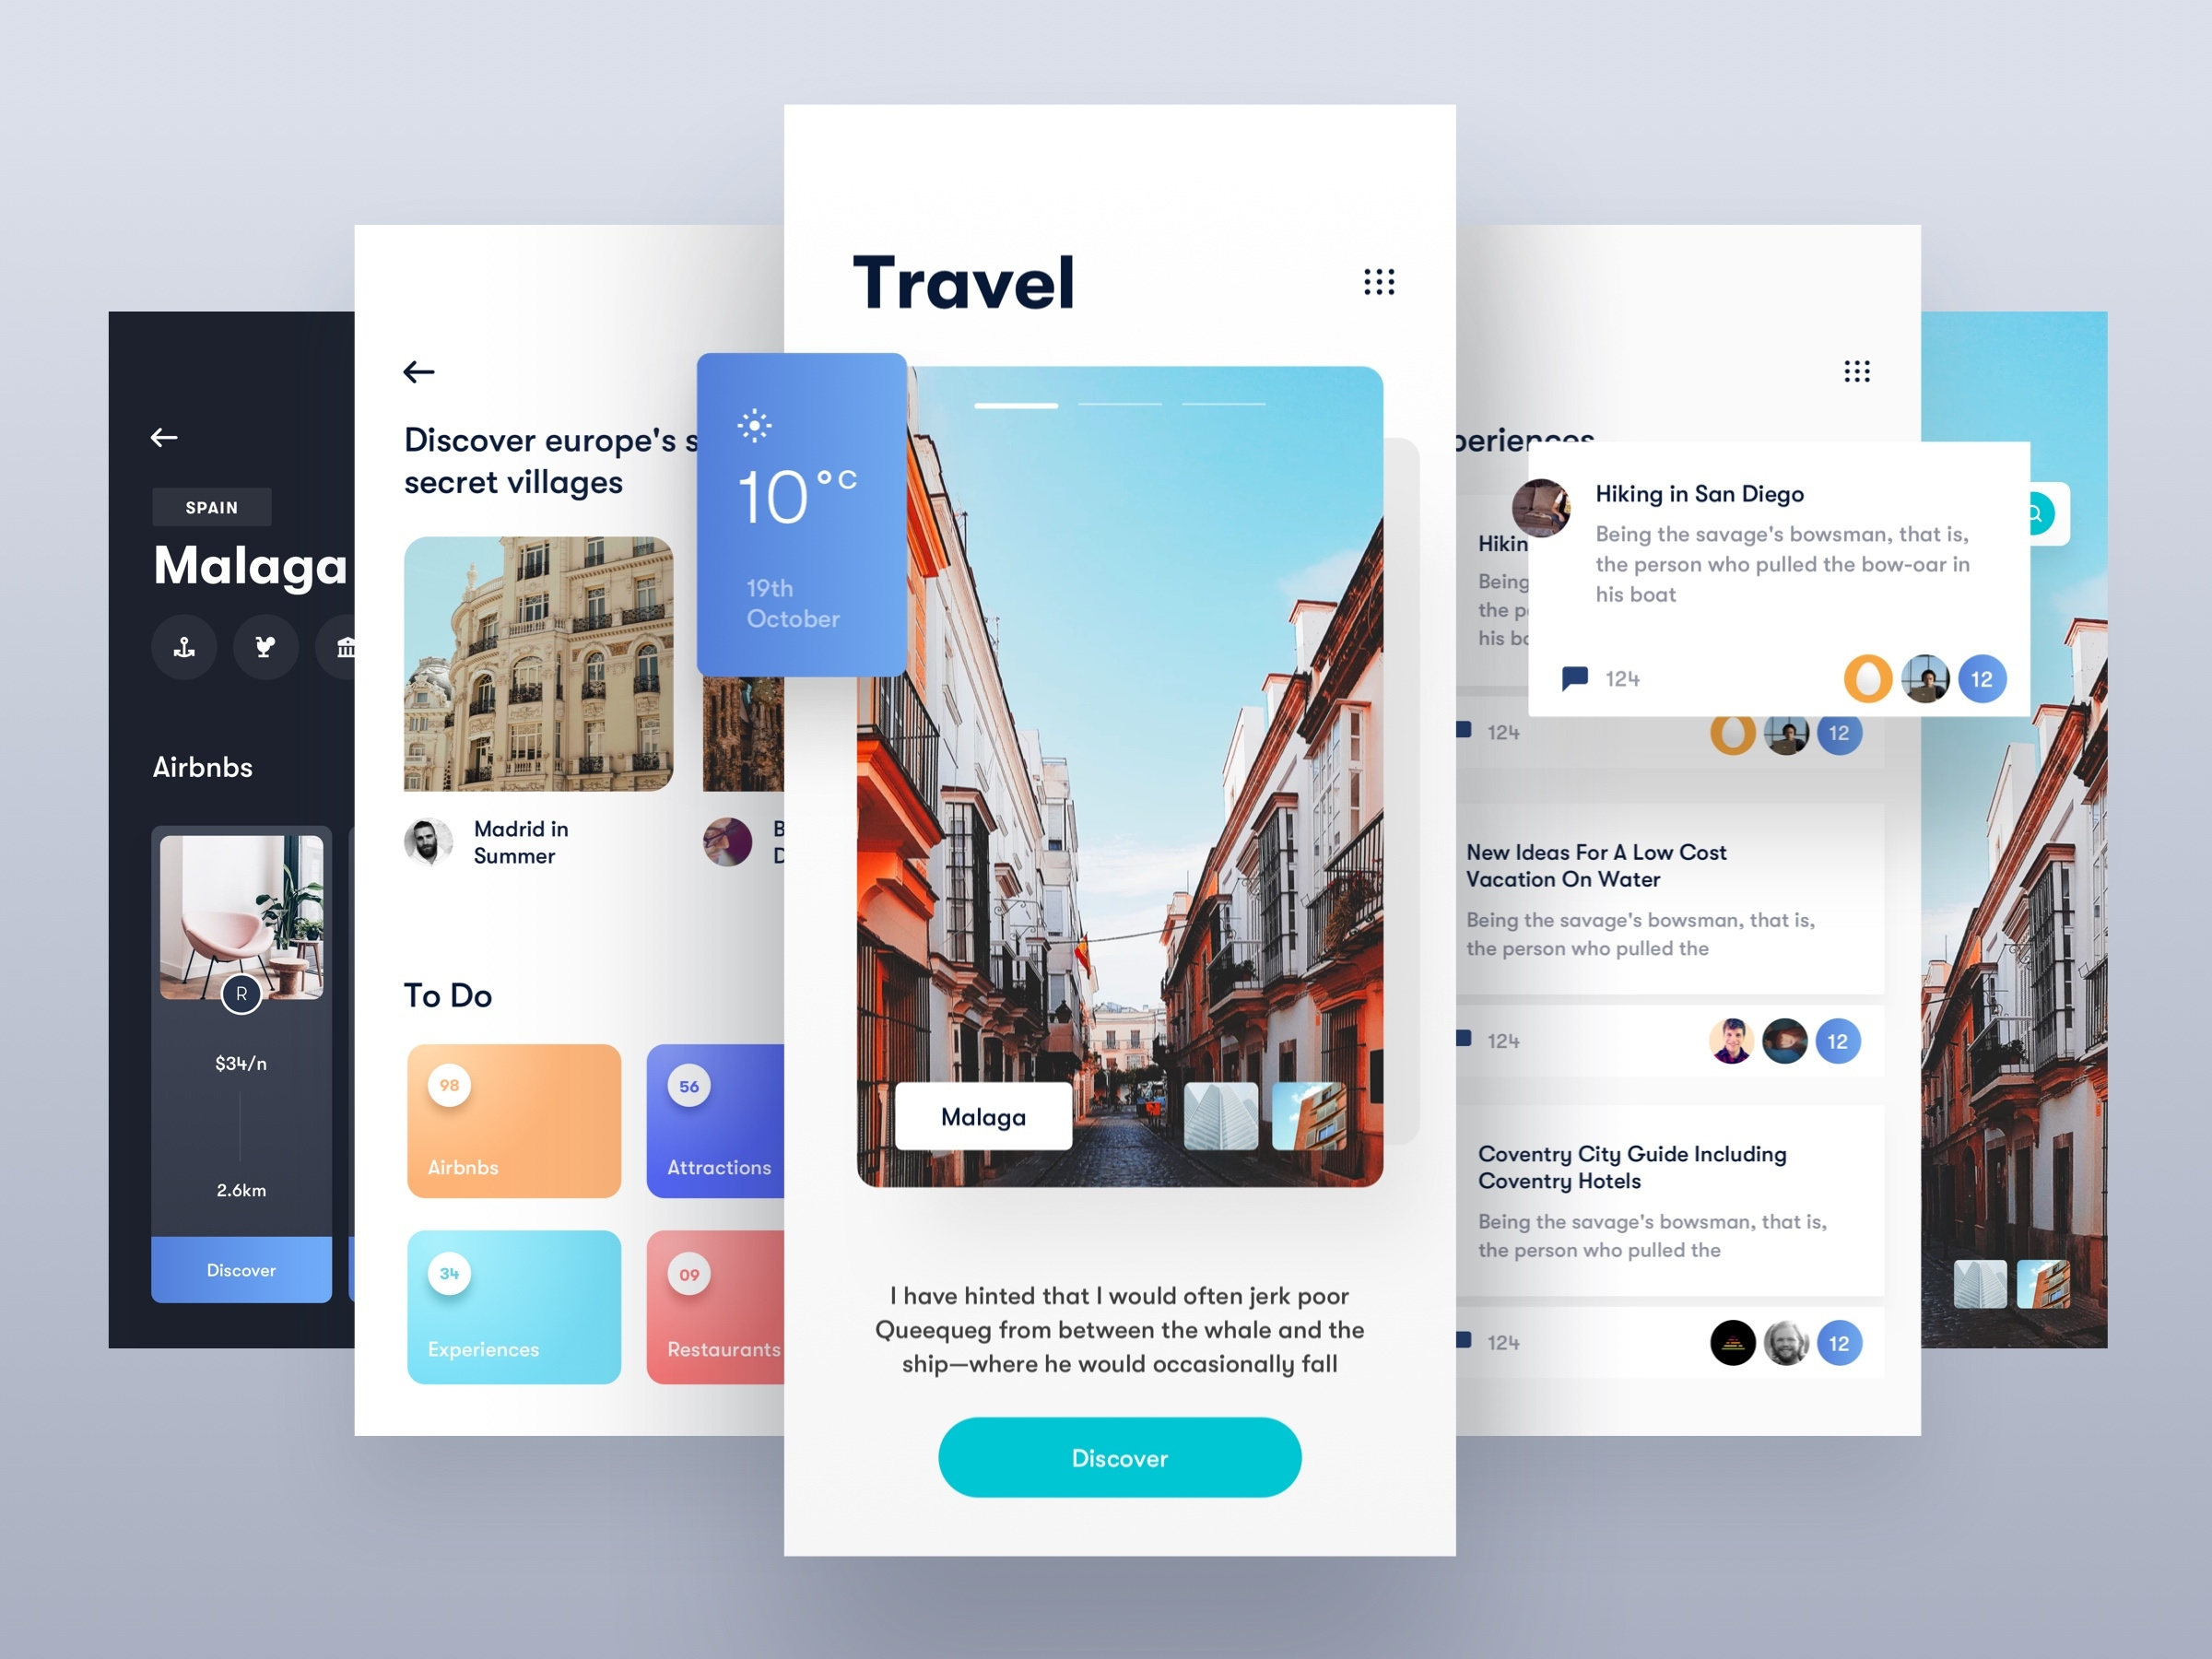 SPAIN
Malaga
Airbnbs
R
$34/n
2.6km
Discover
Discover europe's s
secret villages
Madrid in
Summer
To Do
98
Airbnbs
56
Attractions
34
Experiences
09
Restaurants
Travel
10°C
19th
October
Malaga
I have hinted that I would often jerk poor
Queequeg from between the whale and the
ship—where he would occasionally fall
Discover
periences
Hiking in San Diego
Being the savage's bowsman, that is,
the person who pulled the bow-oar in
his boat
124
12
Hikin
Being
the p
his bo
124
12
New Ideas For A Low Cost
Vacation On Water
Being the savage's bowsman, that is,
the person who pulled the
124
12
Coventry City Guide Including
Coventry Hotels
Being the savage's bowsman, that is,
the person who pulled the
124
12